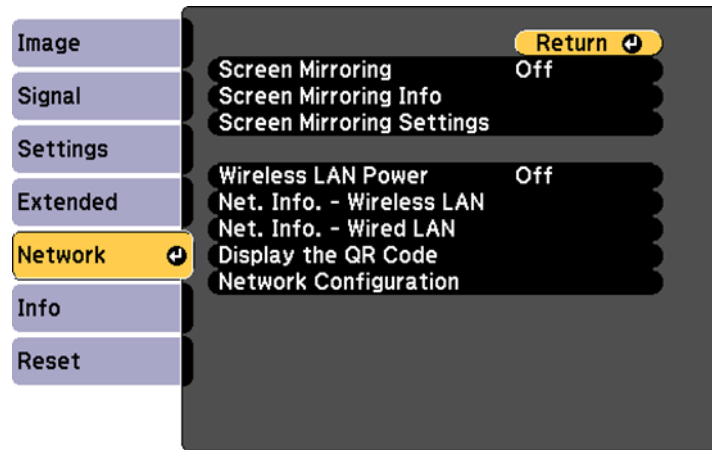 Image
Signal
Settings
Extended
Network
Info
Reset
Return
Screen Mirroring Off
Screen Mirroring Info
Screen Mirroring Settings
Wireless LAN Power Off
Net. Info. - Wireless LAN
Net. Info. - Wired LAN
Display the QR Code
Network Configuration